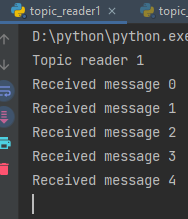 topic_reader1
topic_r
D:\python\python.exe
Topic reader 1
Received message 0
Received message 1
Received message 2
Received message 3
Received message 4